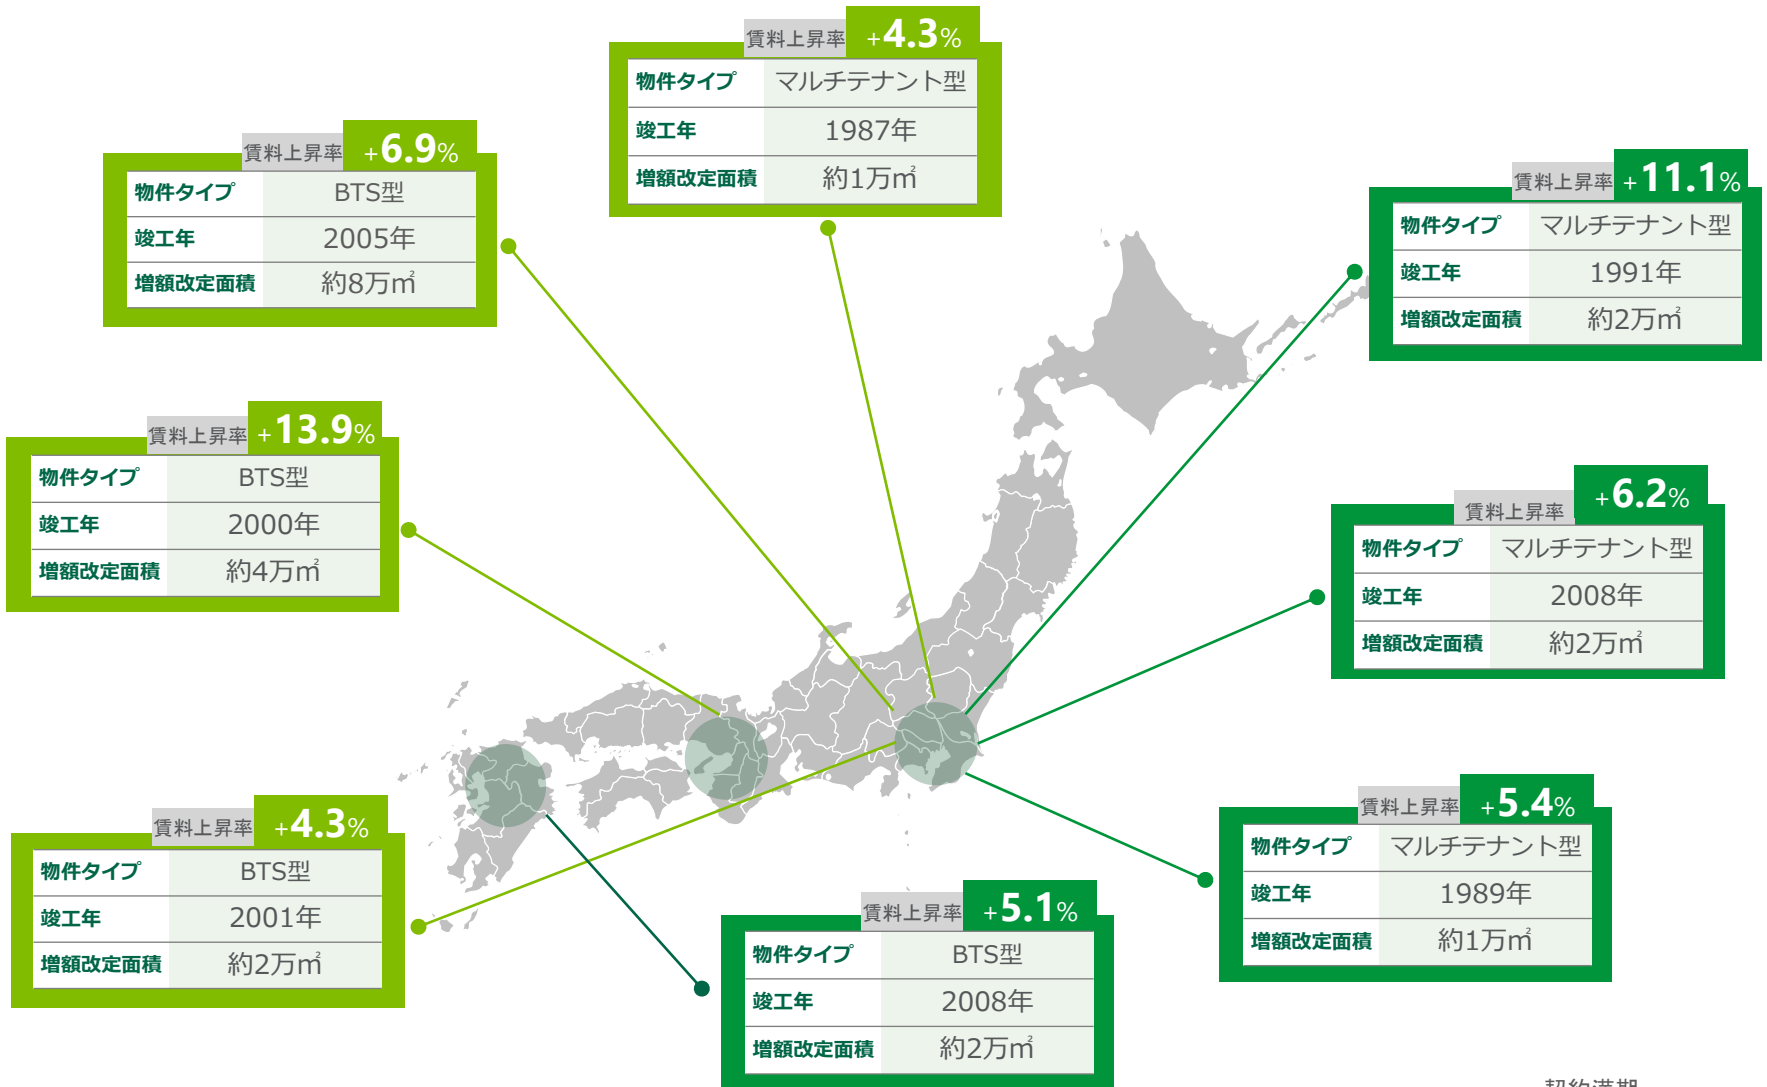 賃料上昇率 +4.3%
物件タイプ マルチテナント型
竣工年 1987年
増額改定面積 約1万㎡
賃料上昇率 +6.9%
物件タイプ BTS型
竣工年 2005年
増額改定面積 約8万㎡
賃料上昇率 +11.1%
物件タイプ マルチテナント型
竣工年 1991年
増額改定面積 約2万㎡
賃料上昇率 +13.9%
物件タイプ BTS型
竣工年 2000年
増額改定面積 約4万㎡
賃料上昇率 +6.2%
物件タイプ マルチテナント型
竣工年 2008年
増額改定面積 約2万㎡
賃料上昇率 +4.3%
物件タイプ BTS型
竣工年 2001年
増額改定面積 約2万㎡
賃料上昇率 +5.4%
物件タイプ マルチテナント型
竣工年 1989年
増額改定面積 約1万㎡
賃料上昇率 +5.1%
物件タイプ BTS型
竣工年 2008年
増額改定面積 約2万㎡
契約満期